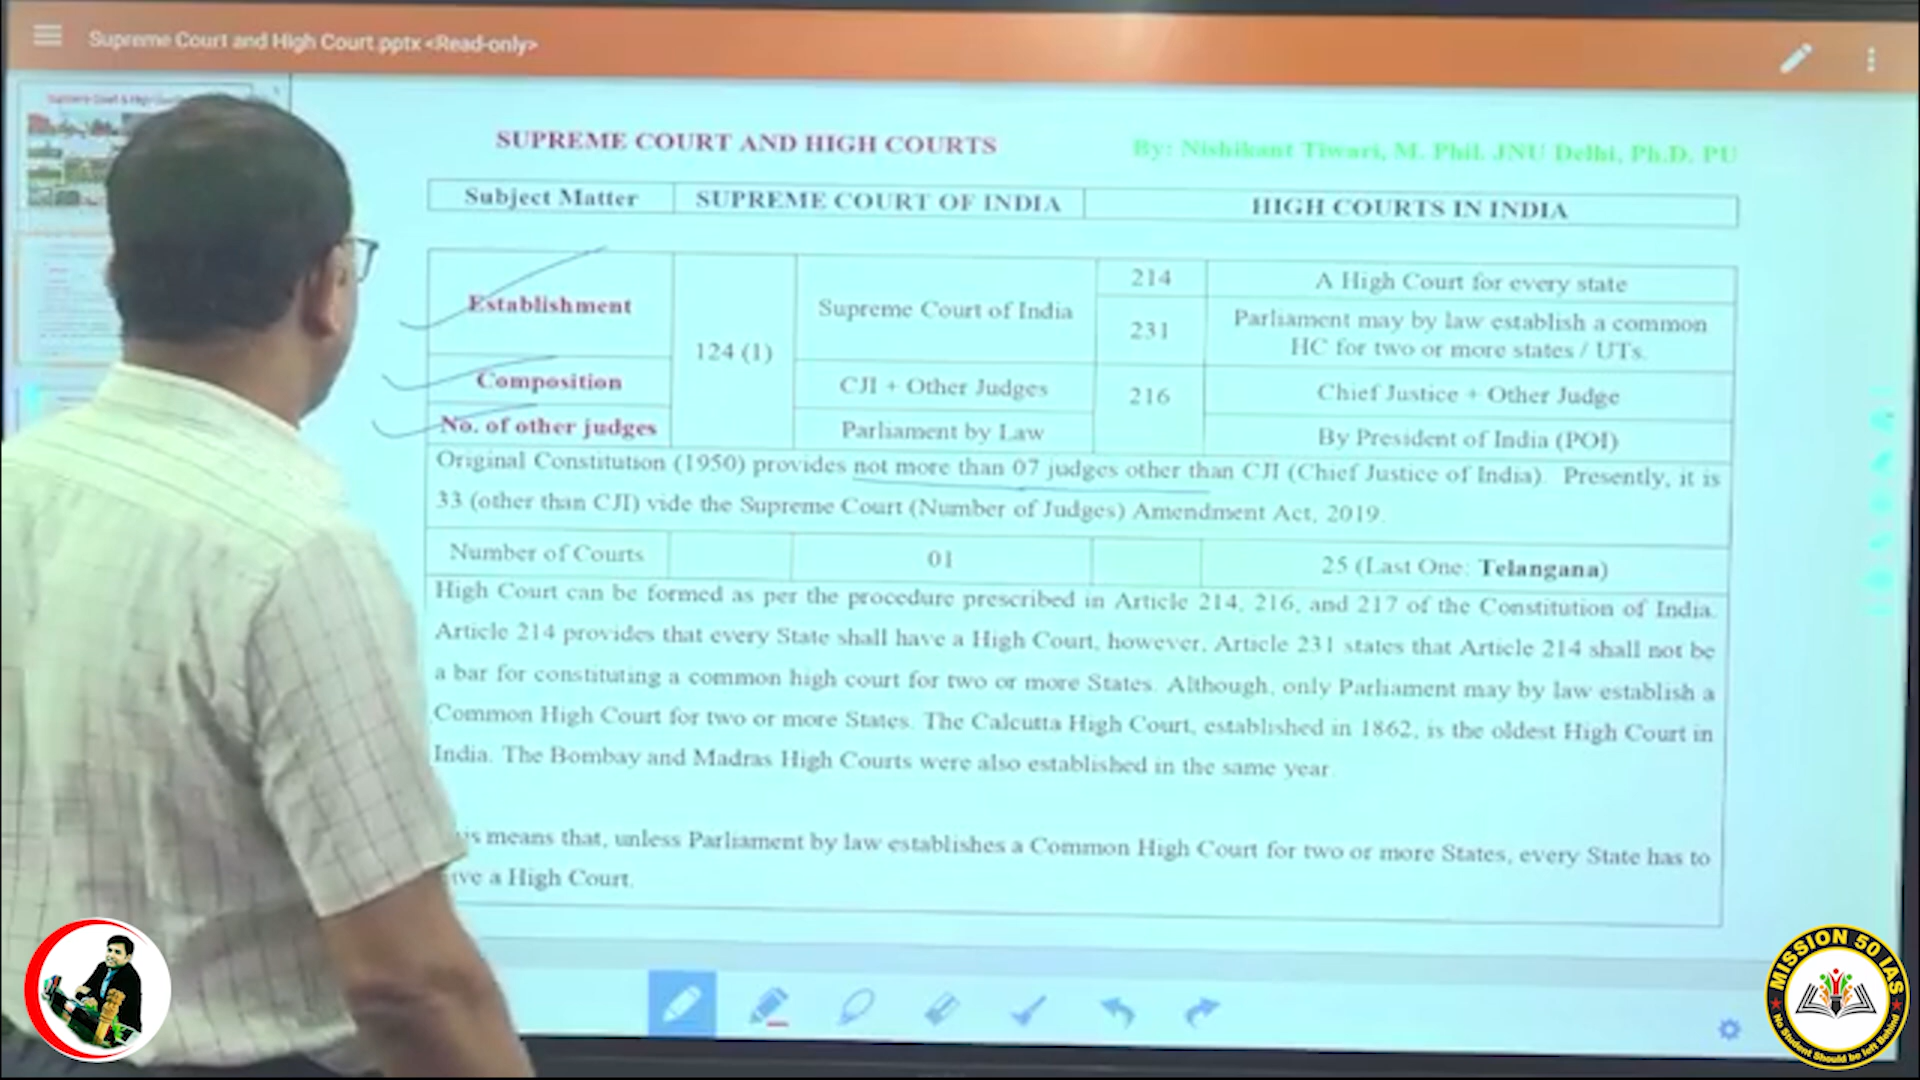 Supreme Court and High Court.pptx <Read-only>
SUPREME COURT AND HIGH COURTS
By: Nishikant Tiwari, M. Phil. JNU Delhi, Ph.D. PU
Subject Matter SUPREME COURT OF INDIA HIGH COURTS IN INDIA
Establishment 124 (1) Supreme Court of India 214 A High Court for every state
231 Parliament may by law establish a common
HC for two or more states / UTs.
Composition CJI + Other Judges 216 Chief Justice + Other Judge
No. of other judges Parliament by Law By President of India (POI)
Original Constitution (1950) provides not more than 07 judges other than CJI (Chief Justice of India). Presently, it is
33 (other than CJI) vide the Supreme Court (Number of Judges) Amendment Act, 2019.
Number of Courts 01 25 (Last One: Telangana)
High Court can be formed as per the procedure prescribed in Article 214, 216, and 217 of the Constitution of India.
Article 214 provides that every State shall have a High Court, however, Article 231 states that Article 214 shall not be
a bar for constituting a common high court for two or more States. Although, only Parliament may by law establish a
Common High Court for two or more States. The Calcutta High Court, established in 1862, is the oldest High Court in
India. The Bombay and Madras High Courts were also established in the same year.
means that, unless Parliament by law establishes a Common High Court for two or more States, every State has to
a High Court.
MISSION 50 IAS
No Student Should be left Behind